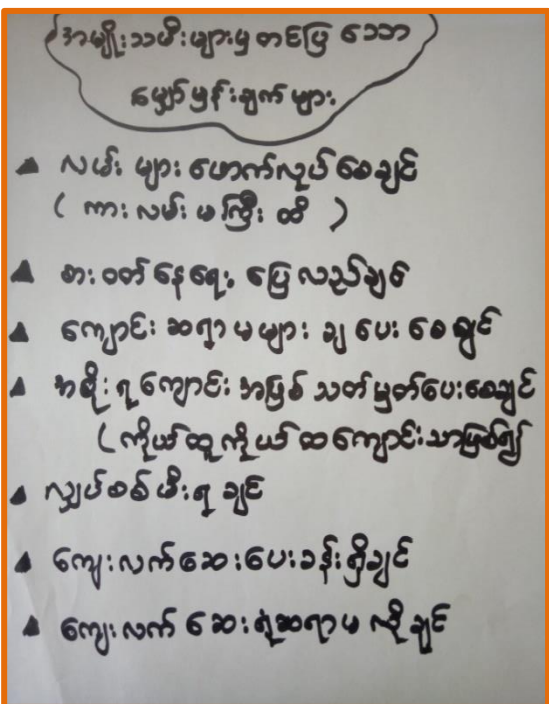 အမျိုးသမီးများမှ တင်ပြ သော
မျှော်မှန်းချက် များ
▲ လမ်း များ ဖောက်လုပ် စေချင်
( ကားလမ်း မကြီး ထိ )
▲ စားဝတ်နေရေး ပြေလည်ချင်
▲ ကျောင်း ဆရာမများ ချပေး စေချင်
▲ အစိုးရကျောင်း အဖြစ် သတ်မှတ်ပေးစေချင်
(ကိုယ်ထူကိုယ်ထကျောင်းသာဖြစ်၍
▲ လျှပ်စစ်မီးရချင်
▲ ကျေးလက်ဆေးပေးခန်းရှိချင်
▲ ကျေးလက် ဆေးရုံဆရာမ လိုချင်